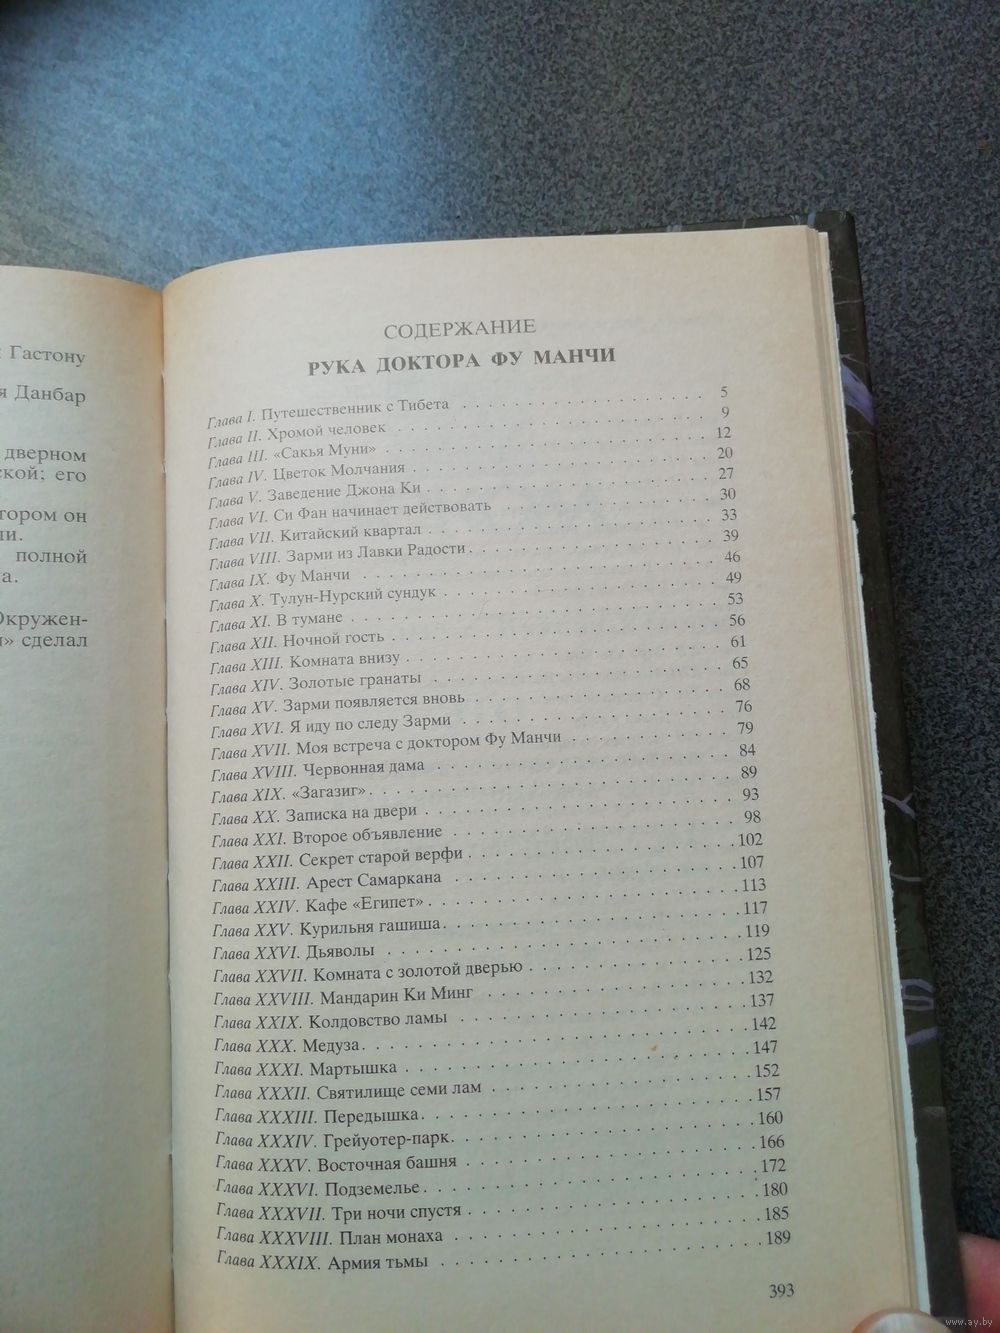 Гастону
Данбар
дверном
ской; его
тором он
ли.
полной
а.
Окружен-
» сделал
СОДЕРЖАНИЕ
РУКА ДОКТОРА ФУ МАНЧИ
Глава I. Путешественник с Тибета . . . 5
Глава II. Хромой человек . . . 9
Глава III. «Сакья Муни» . . . 12
Глава IV. Цветок Молчания . . . 20
Глава V. Заведение Джона Ки . . . 27
Глава VI. Си Фан начинает действовать . . . 30
Глава VII. Китайский квартал . . . 33
Глава VIII. Зарми из Лавки Радости . . . 39
Глава IX. Фу Манчи . . . 46
Глава X. Тулун-Нурский сундук . . . 49
Глава XI. В тумане . . . 53
Глава XII. Ночной гость . . . 56
Глава XIII. Комната внизу . . . 61
Глава XIV. Золотые гранаты . . . 65
Глава XV. Зарми появляется вновь . . . 68
Глава XVI. Я иду по следу Зарми . . . 76
Глава XVII. Моя встреча с доктором Фу Манчи . . . 79
Глава XVIII. Червонная дама . . . 84
Глава XIX. «Загазиг» . . . 89
Глава XX. Записка на двери . . . 93
Глава XXI. Второе объявление . . . 98
Глава XXII. Секрет старой верфи . . . 102
Глава XXIII. Арест Самаркана . . . 107
Глава XXIV. Кафе «Египет» . . . 113
Глава XXV. Курильня гашиша . . . 117
Глава XXVI. Дьяволы . . . 119
Глава XXVII. Комната с золотой дверью . . . 125
Глава XXVIII. Мандарин Ки Минг . . . 132
Глава XXIX. Колдовство ламы . . . 137
Глава XXX. Медуза . . . 142
Глава XXXI. Мартышка . . . 147
Глава XXXII. Святилище семи лам . . . 152
Глава XXXIII. Передышка . . . 157
Глава XXXIV. Грейуотер-парк . . . 160
Глава XXXV. Восточная башня . . . 166
Глава XXXVI. Подземелье . . . 172
Глава XXXVII. Три ночи спустя . . . 180
Глава XXXVIII. План монаха . . . 185
Глава XXXIX. Армия тьмы . . . 189
393
www.ay.by